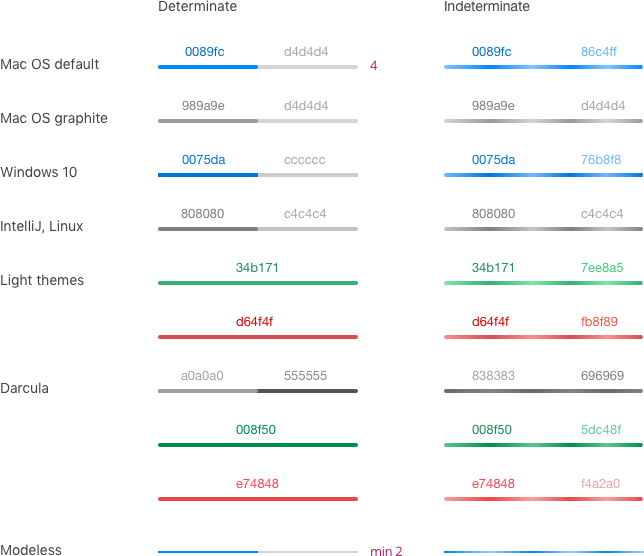 Determinate Indeterminate
0089fc d4d4d4 0089fc 86c4ff
Mac OS default 4
989a9e d4d4d4 989a9e d4d4d4
Mac OS graphite
0075da cccccc 0075da 76b8f8
Windows 10
808080 c4c4c4 808080 c4c4c4
IntelliJ, Linux
34b171 34b171 7ee8a5
Light themes
d64f4f d64f4f fb8f89
a0a0a0 555555 838383 696969
Darcula
008f50 008f50 5dc48f
e74848 e74848 f4a2a0
Modeless min 2